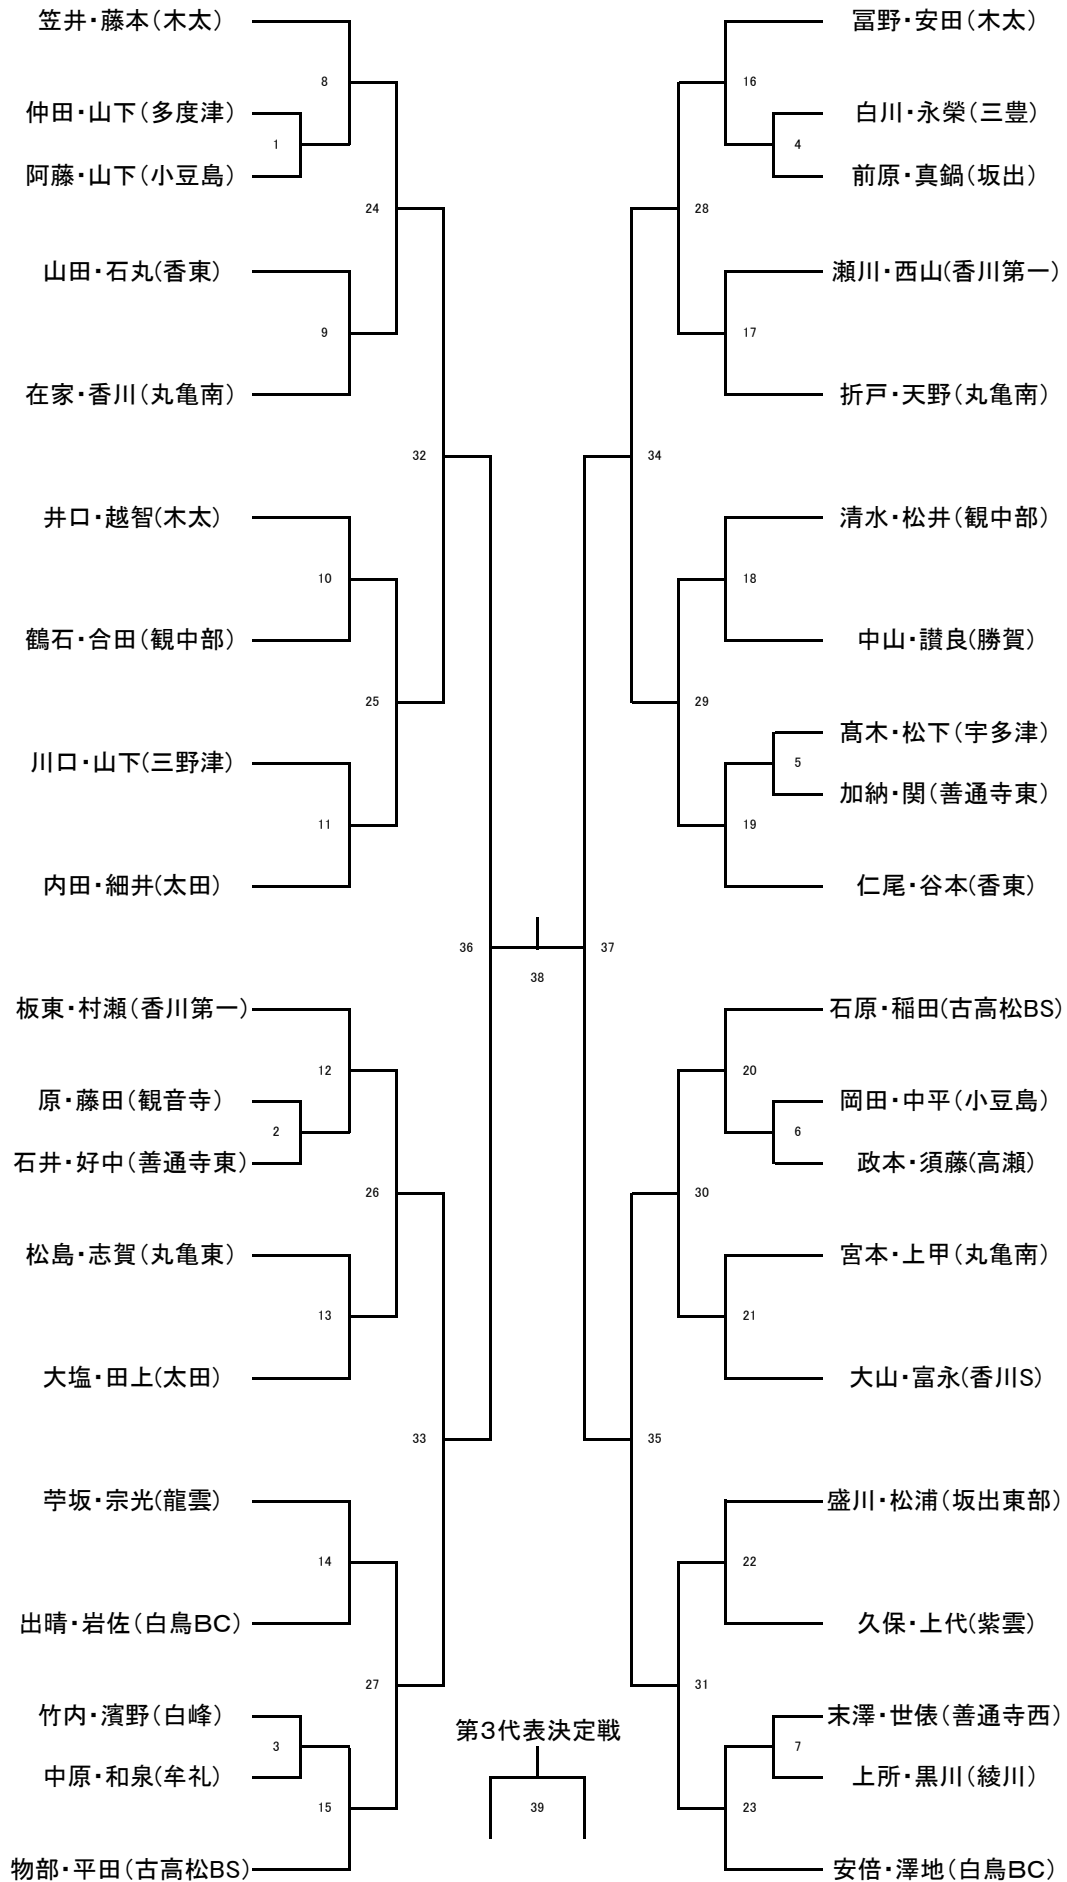 笠井・藤本(木太)
冨野・安田(木太)
8
16
仲田・山下(多度津)
白川・永榮(三豊)
1
4
阿藤・山下(小豆島)
前原・真鍋(坂出)
24
28
山田・石丸(香東)
瀬川・西山(香川第一)
9
17
在家・香川(丸亀南)
折戸・天野(丸亀南)
32
34
井口・越智(木太)
清水・松井(観中部)
10
18
鶴石・合田(観中部)
中山・讃良(勝賀)
25
29
髙木・松下(宇多津)
川口・山下(三野津)
5
加納・関(善通寺東)
11
19
内田・細井(太田)
仁尾・谷本(香東)
36
37
38
板東・村瀬(香川第一)
石原・稲田(古高松BS)
12
20
原・藤田(観音寺)
岡田・中平(小豆島)
2
6
石井・好中(善通寺東)
政本・須藤(高瀬)
26
30
松島・志賀(丸亀東)
宮本・上甲(丸亀南)
13
21
大塩・田上(太田)
大山・富永(香川S)
33
35
苧坂・宗光(龍雲)
盛川・松浦(坂出東部)
14
22
出晴・岩佐(白鳥BC)
久保・上代(紫雲)
27
31
竹内・濱野(白峰)
末澤・世俵(善通寺西)
第3代表決定戦
3
7
中原・和泉(牟礼)
上所・黒川(綾川)
15
39
23
物部・平田(古高松BS)
安倍・澤地(白鳥BC)